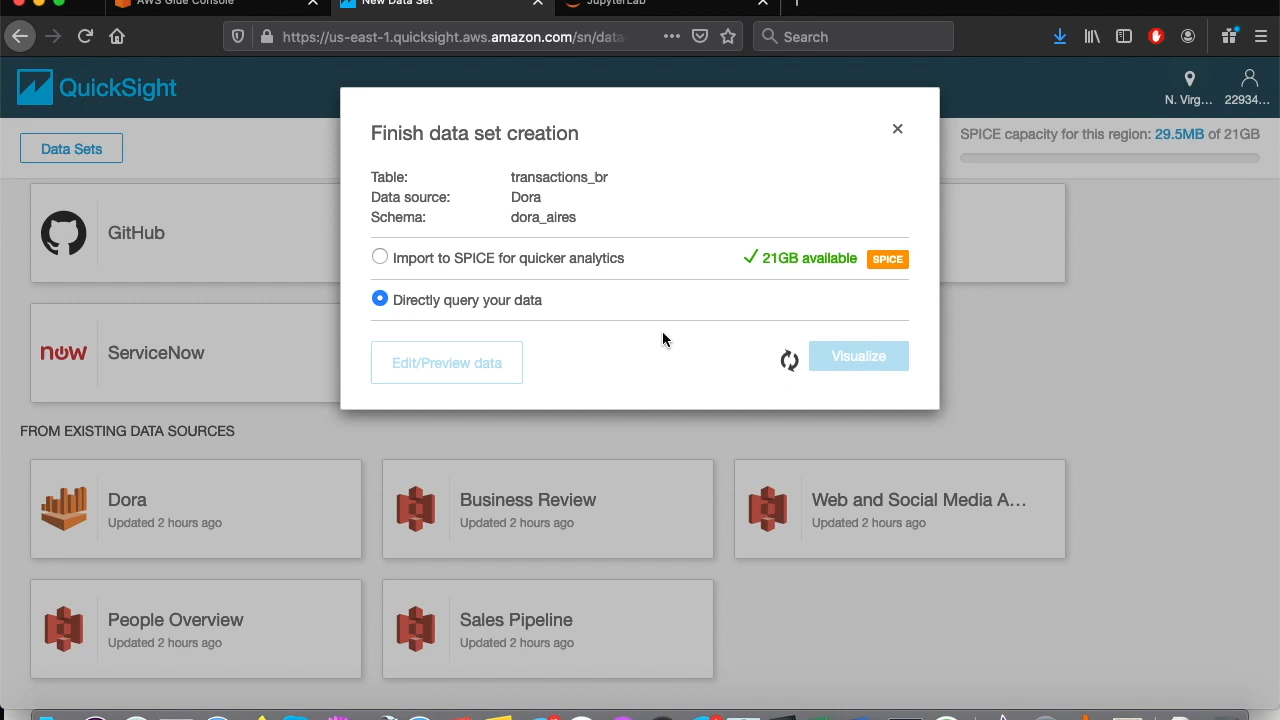 AWS Glue Console
New Data Set
JupyterLab
https://us-east-1.quicksight.aws.amazon.com/sn/data-
Search
QuickSight
N. Virg...
22934...
Data Sets
SPICE capacity for this region: 29.5MB of 21GB
Finish data set creation
Table: transactions_br
Data source: Dora
Schema: dora_aires
Import to SPICE for quicker analytics
21GB available
SPICE
Directly query your data
Edit/Preview data
Visualize
GitHub
now
ServiceNow
FROM EXISTING DATA SOURCES
Dora
Updated 2 hours ago
Business Review
Updated 2 hours ago
Web and Social Media A...
Updated 2 hours ago
People Overview
Updated 2 hours ago
Sales Pipeline
Updated 2 hours ago